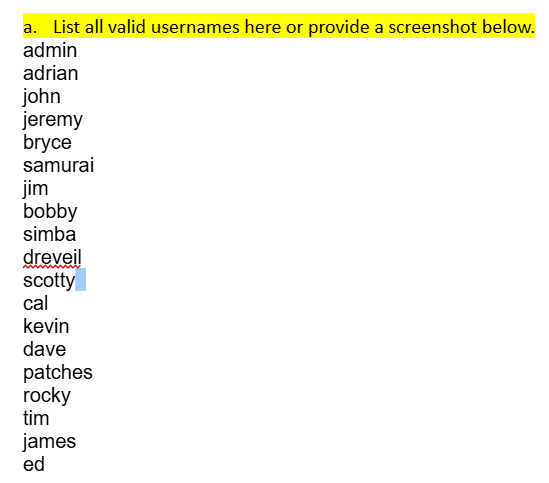 a. List all valid usernames here or provide a screenshot below.
admin
adrian
john
jeremy
bryce
samurai
jim
bobby
simba
dreveil
scotty
cal
kevin
dave
patches
rocky
tim
james
ed